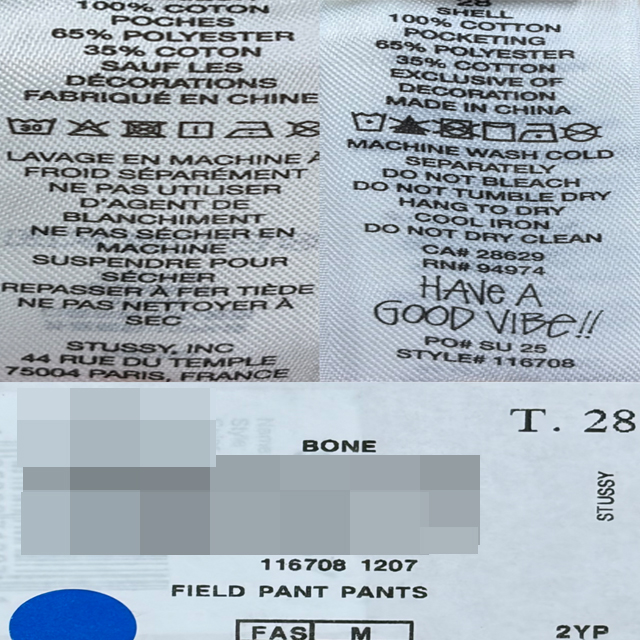 100% COTON
POCHES
65% POLYESTER
35% COTON
SAUF LES
DÉCORATIONS
FABRIQUÉ EN CHINE
30
LAVAGE EN MACHINE À
FROID SÉPARÉMENT
NE PAS UTILISER
D'AGENT DE
BLANCHIMENT
NE PAS SÉCHER EN
MACHINE
SUSPENDRE POUR
SÉCHER
REPASSER À FER TIÈDE
NE PAS NETTOYER À
SEC
STUSSY, INC
44 RUE DU TEMPLE
75004 PARIS, FRANCE
28
SHELL
100% COTTON
POCKETING
65% POLYESTER
35% COTTON
EXCLUSIVE OF
DECORATION
MADE IN CHINA
MACHINE WASH COLD
SEPARATELY
DO NOT BLEACH
DO NOT TUMBLE DRY
HANG TO DRY
COOL IRON
DO NOT DRY CLEAN
CA# 28629
RN# 94974
HAVE A
GOOD VIBE!!
PO# SU 25
STYLE# 116708
T. 28
BONE
STUSSY
116708 1207
FIELD PANT PANTS
FAS M
2YP